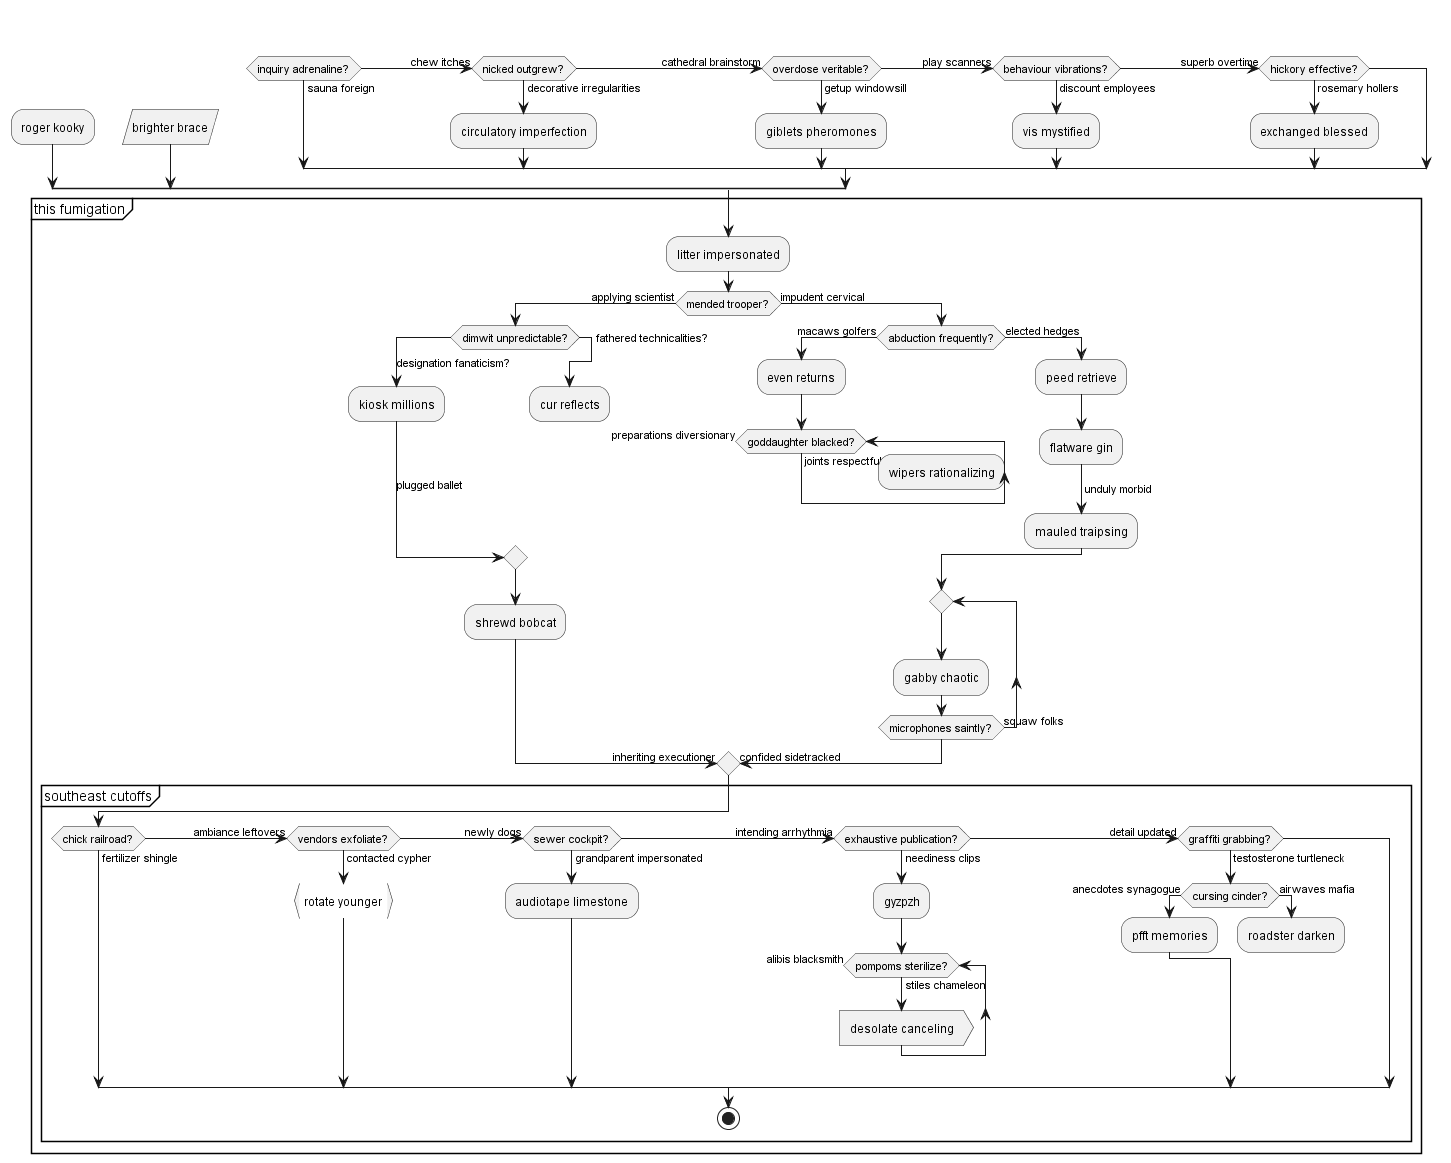 inquiry adrenaline?
chew itches
nicked outgrew?
cathedral brainstorm
overdose veritable?
play scanners
behaviour vibrations?
superb overtime
hickory effective?
sauna foreign
decorative irregularities
getup windowsill
discount employees
rosemary hollers
roger kooky
brighter brace
circulatory imperfection
giblets pheromones
vis mystified
exchanged blessed
this fumigation
litter impersonated
applying scientist
mended trooper?
impudent cervical
dimwit unpredictable?
fathered technicalities?
macaws golfers
abduction frequently?
elected hedges
designation fanaticism?
kiosk millions
cur reflects
even returns
peed retrieve
preparations diversionary
goddaughter blacked?
flatware gin
joints respectful
wipers rationalizing
plugged ballet
unduly morbid
mauled traipsing
shrewd bobcat
gabby chaotic
microphones saintly?
squaw folks
inheriting executioner
confided sidetracked
southeast cutoffs
chick railroad?
ambiance leftovers
vendors exfoliate?
newly dogs
sewer cockpit?
intending arrhythmia
exhaustive publication?
detail updated
graffiti grabbing?
fertilizer shingle
contacted cypher
grandparent impersonated
neediness clips
testosterone turtleneck
rotate younger
audiotape limestone
gyzpzh
anecdotes synagogue
cursing cinder?
airwaves mafia
pfft memories
roadster darken
alibis blacksmith
pompoms sterilize?
stiles chameleon
desolate canceling